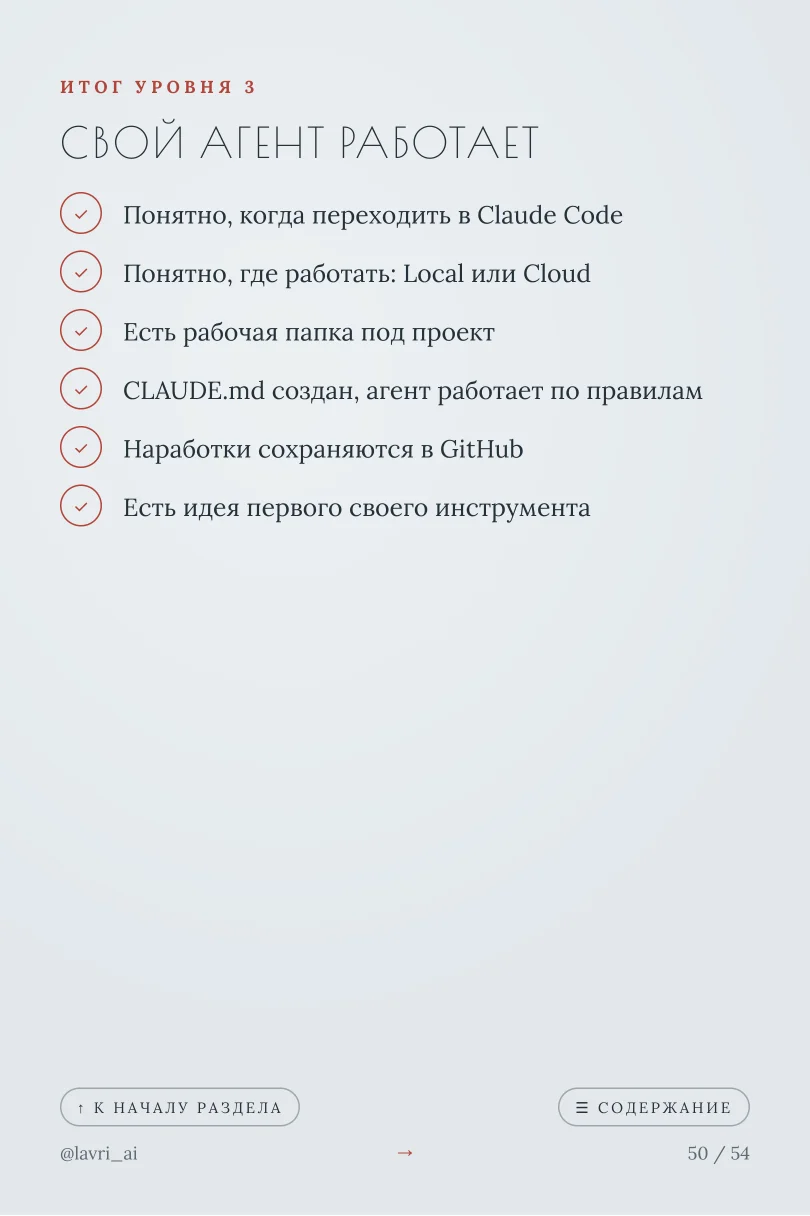 ИТОГ УРОВНЯ 3
СВОЙ АГЕНТ РАБОТАЕТ
Понятно, когда переходить в Claude Code
Понятно, где работать: Local или Cloud
Есть рабочая папка под проект
CLAUDE.md создан, агент работает по правилам
Наработки сохраняются в GitHub
Есть идея первого своего инструмента
↑ К НАЧАЛУ РАЗДЕЛА
☰ СОДЕРЖАНИЕ
@lavri_ai
→
50 / 54